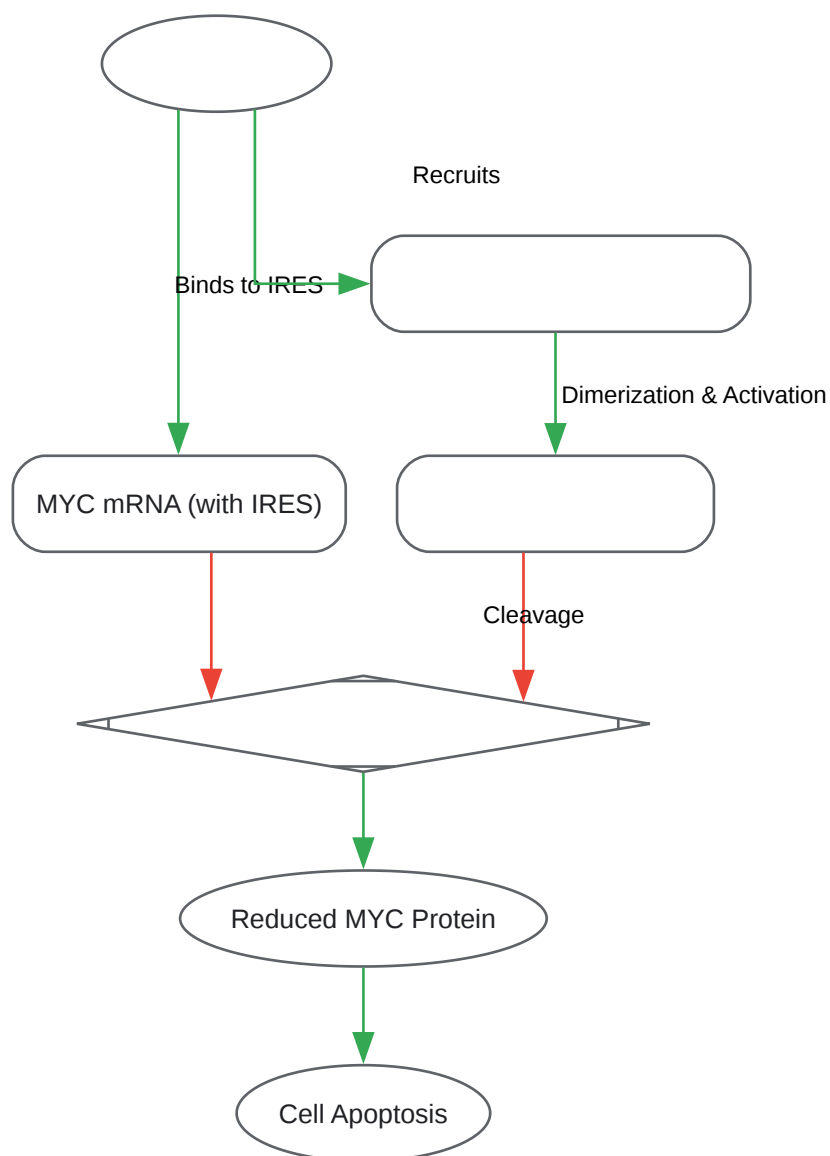 Recruits
Binds to IRES
Dimerization & Activation
MYC mRNA (with IRES)
Cleavage
Reduced MYC Protein
Cell Apoptosis